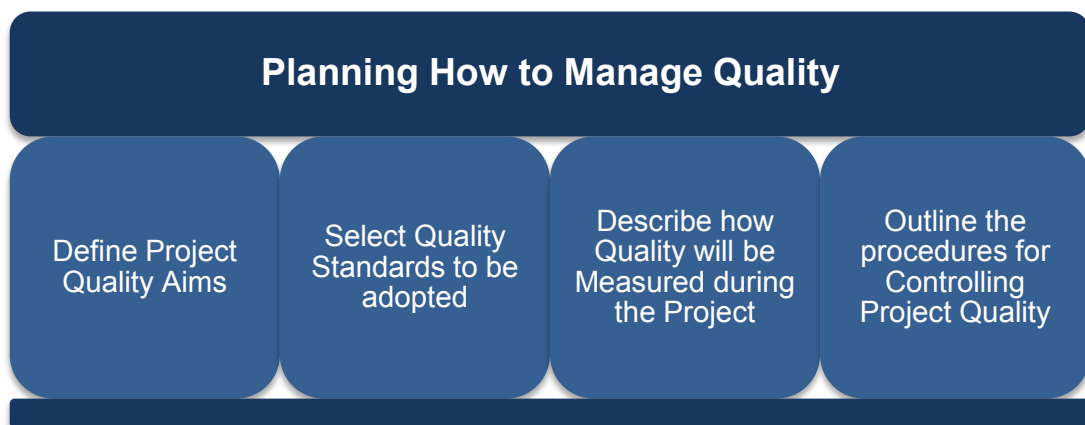 Planning How to Manage Quality
Define Project
Quality Aims
Select Quality
Standards to be
adopted
Describe how
Quality will be
Measured during
the Project
Outline the
procedures for
Controlling
Project Quality